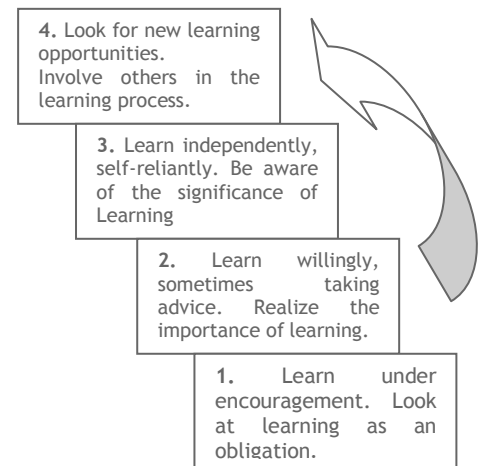 4. Look for new learning
opportunities.
Involve others in the
learning process.
3. Learn independently,
self-reliantly. Be aware
of the significance of
Learning
2. Learn willingly,
sometimes taking
advice. Realize the
importance of learning.
1. Learn under
encouragement. Look
at learning as an
obligation.